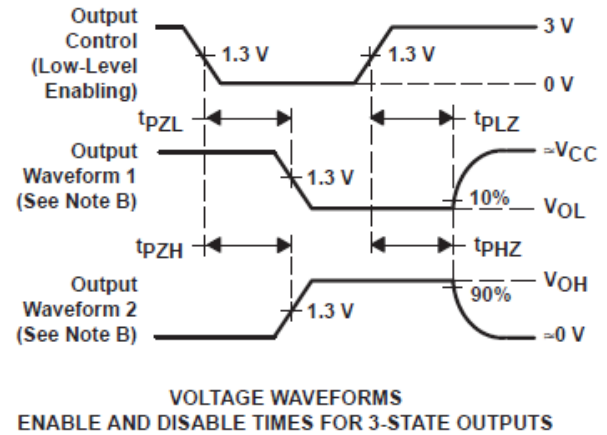 Output
Control
(Low-Level
Enabling)
1.3 V
1.3 V
3 V
0 V
tPZL
tPLZ
Output
Waveform 1
(See Note B)
1.3 V
10%
≃VCC
VOL
tPZH
tPHZ
Output
Waveform 2
(See Note B)
1.3 V
90%
VOH
≃0 V
VOLTAGE WAVEFORMS
ENABLE AND DISABLE TIMES FOR 3-STATE OUTPUTS